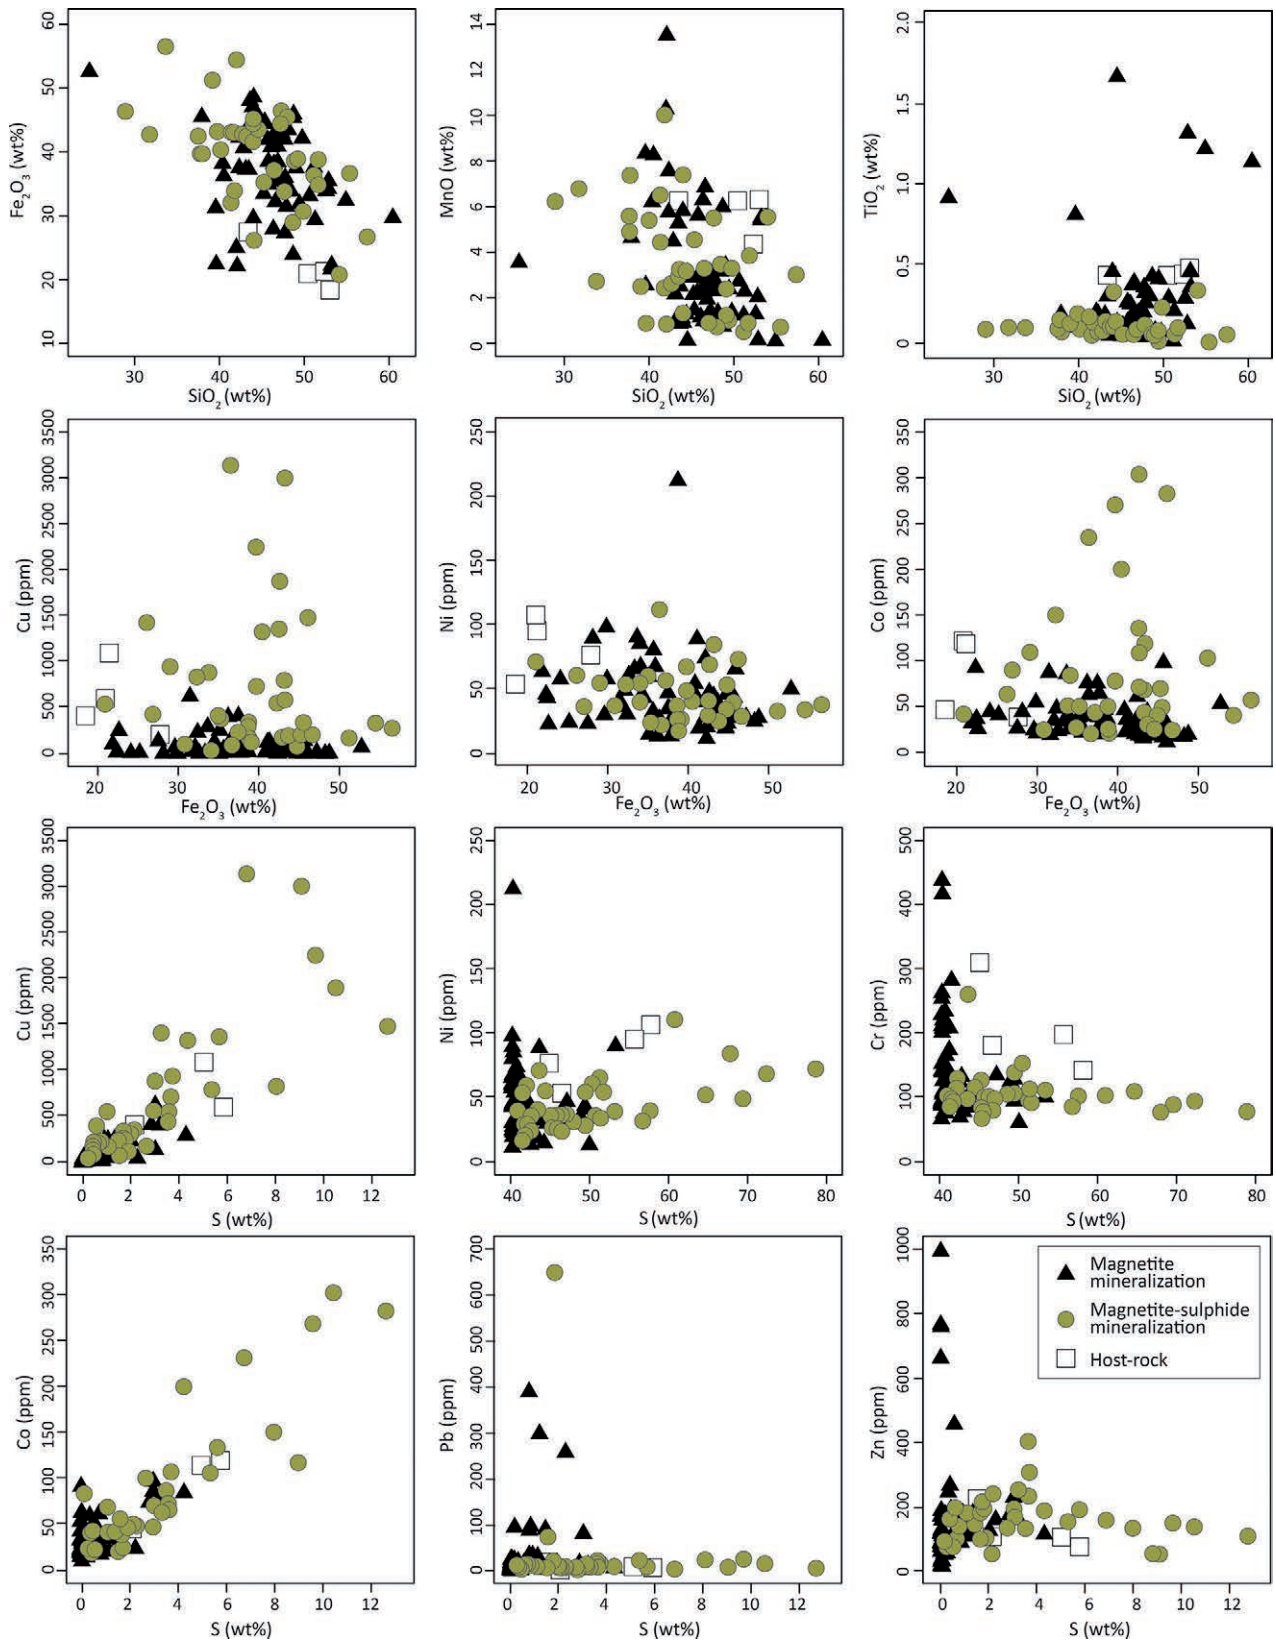 Fe₂O₃ (wt%)
10 20 30 40 50 60
30 40 50 60
SiO₂ (wt%)
MnO (wt%)
0 2 4 6 8 10 12 14
30 40 50 60
SiO₂ (wt%)
TiO₂ (wt%)
0 0.5 1.0 1.5 2.0
30 40 50 60
SiO₂ (wt%)
Cu (ppm)
0 500 1000 1500 2000 2500 3000 3500
20 30 40 50
Fe₂O₃ (wt%)
Ni (ppm)
0 50 100 150 200 250
20 30 40 50
Fe₂O₃ (wt%)
Co (ppm)
0 50 100 150 200 250 300 350
20 30 40 50
Fe₂O₃ (wt%)
Cu (ppm)
0 500 1000 1500 2000 2500 3000 3500
0 2 4 6 8 10 12
S (wt%)
Ni (ppm)
0 50 100 150 200 250
40 50 60 70 80
S (wt%)
Cr (ppm)
0 100 200 300 400 500
40 50 60 70 80
S (wt%)
Co (ppm)
0 50 100 150 200 250 300 350
0 2 4 6 8 10 12
S (wt%)
Pb (ppm)
0 100 200 300 400 500 600 700
0 2 4 6 8 10 12
S (wt%)
Zn (ppm)
0 200 400 600 800 1000
0 2 4 6 8 10 12
S (wt%)
Magnetite
mineralization
Magnetite-sulphide
mineralization
Host-rock